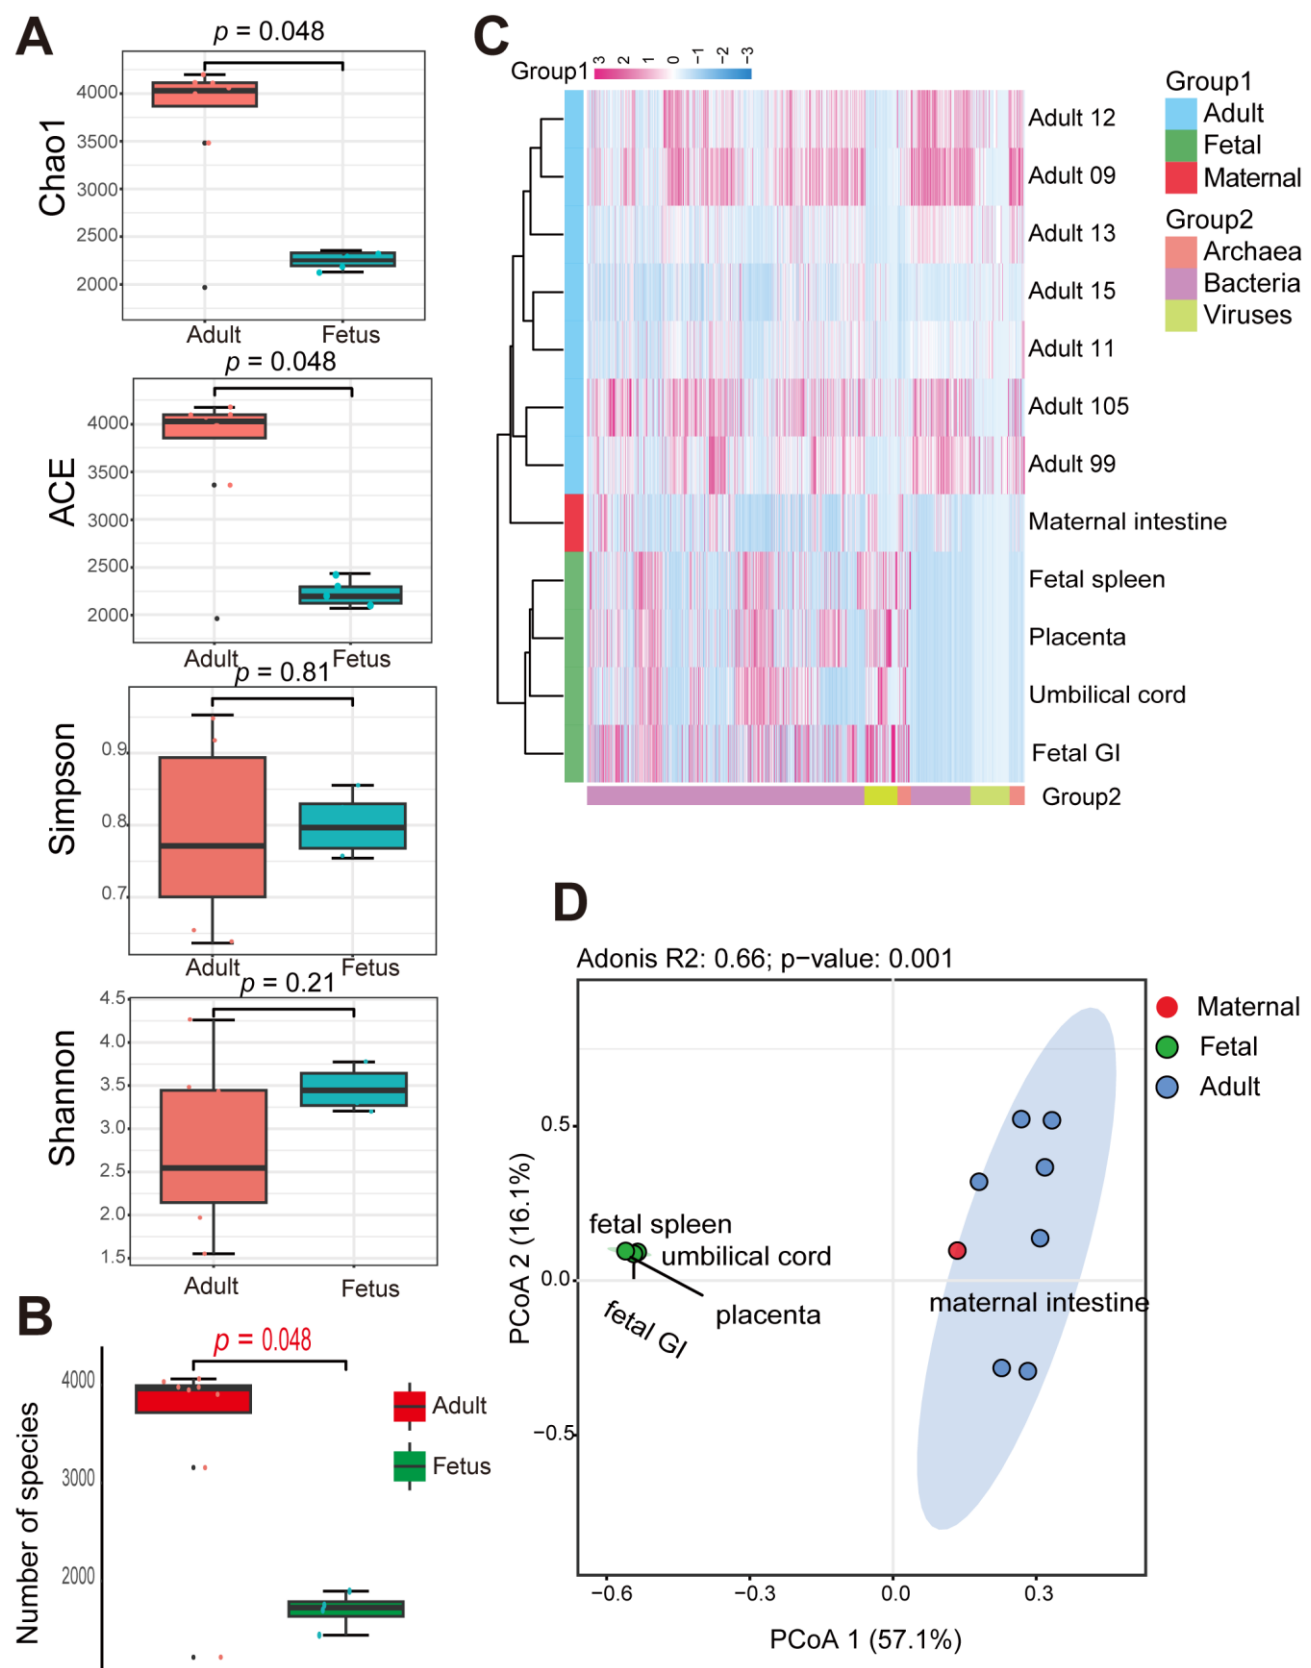 A
p = 0.048
Chao1
4000
3500
3000
2500
2000
Adult
Fetus
p = 0.048
ACE
4000
3500
3000
2500
2000
Adult
Fetus
p = 0.81
Simpson
0.9
0.8
0.7
Adult
Fetus
p = 0.21
Shannon
4.5
4.0
3.5
3.0
2.5
2.0
1.5
Adult
Fetus
B
p = 0.048
Number of species
4000
3000
2000
Adult
Fetus
C
Group1
3
2
1
0
−1
−2
−3
Adult 12
Adult 09
Adult 13
Adult 15
Adult 11
Adult 105
Adult 99
Maternal intestine
Fetal spleen
Placenta
Umbilical cord
Fetal GI
Group2
Group1
Adult
Fetal
Maternal
Group2
Archaea
Bacteria
Viruses
D
Adonis R2: 0.66; p−value: 0.001
PCoA 2 (16.1%)
0.5
0.0
−0.5
fetal spleen
umbilical cord
placenta
fetal GI
maternal intestine
−0.6
−0.3
0.0
0.3
PCoA 1 (57.1%)
Maternal
Fetal
Adult